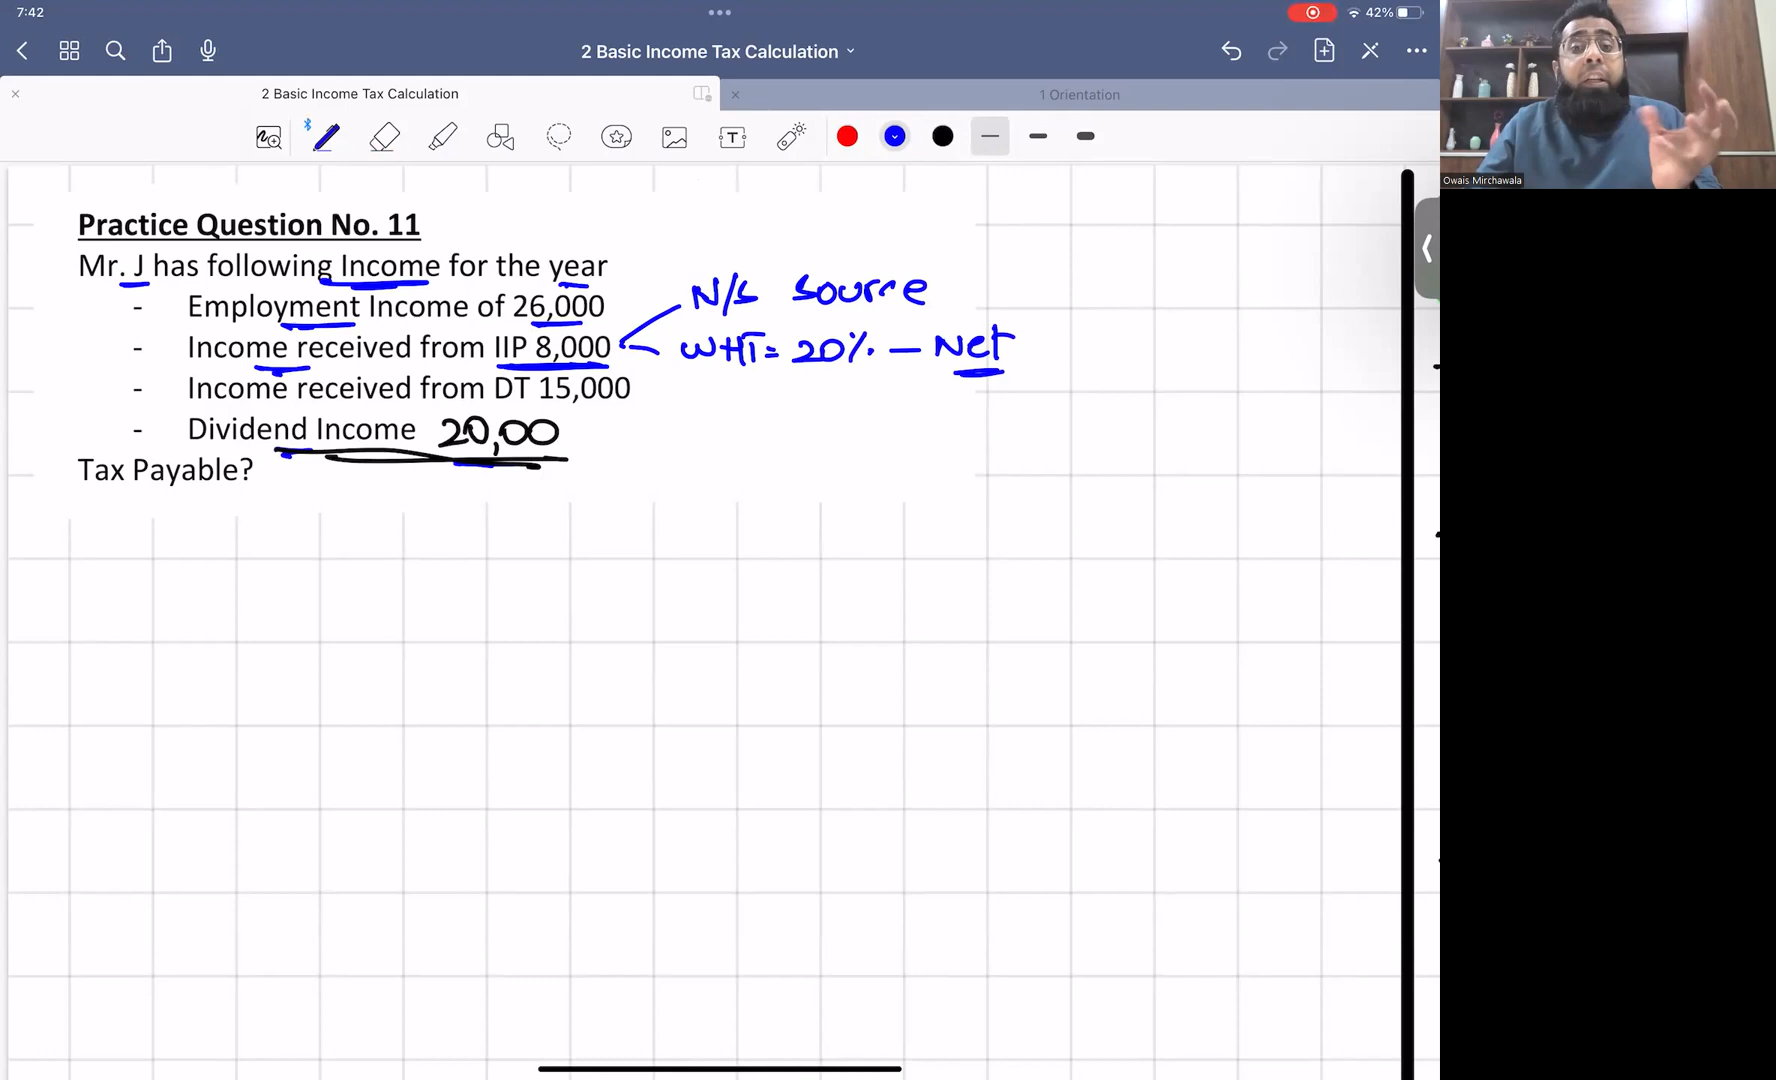 7:42
42%
2 Basic Income Tax Calculation
2 Basic Income Tax Calculation
1 Orientation
T
Owais Mirchawala
Practice Question No. 11
Mr. J has following Income for the year
- Employment Income of 26,000
- Income received from IIP 8,000
N/S Source
WHT = 20% — Net
- Income received from DT 15,000
- Dividend Income 20,00
Tax Payable?